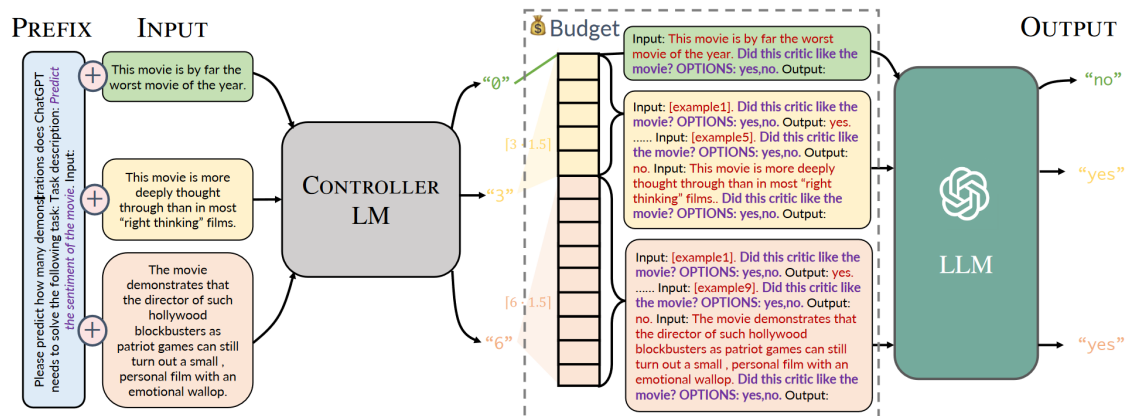 PREFIX
INPUT
Please predict how many demonstrations does ChatGPT
needs to solve the following task: Task description: Predict
the sentiment of the movie. Input:
+
This movie is by far the
worst movie of the year.
+
This movie is more
deeply thought
through than in most
“right thinking” films.
+
The movie
demonstrates that
the director of such
hollywood
blockbusters as
patriot games can still
turn out a small ,
personal film with an
emotional wallop.
CONTROLLER
LM
“0”
“3”
“6”
Budget
⌈3 · 1.5⌉
⌈6 · 1.5⌉
Input: This movie is by far the worst
movie of the year. Did this critic like the
movie? OPTIONS: yes,no. Output:
Input: [example1]. Did this critic like the
movie? OPTIONS: yes,no. Output: yes.
...... Input: [example5]. Did this critic like
the movie? OPTIONS: yes,no. Output:
no. Input: This movie is more deeply
thought through than in most “right
thinking” films.. Did this critic like the
movie? OPTIONS: yes,no. Output:
Input: [example1]. Did this critic like the
movie? OPTIONS: yes,no. Output: yes.
...... Input: [example9]. Did this critic like
the movie? OPTIONS: yes,no. Output:
no. Input: The movie demonstrates that
the director of such hollywood
blockbusters as patriot games can still
turn out a small , personal film with an
emotional wallop. Did this critic like the
movie? OPTIONS: yes,no. Output:
LLM
OUTPUT
“no”
“yes”
“yes”